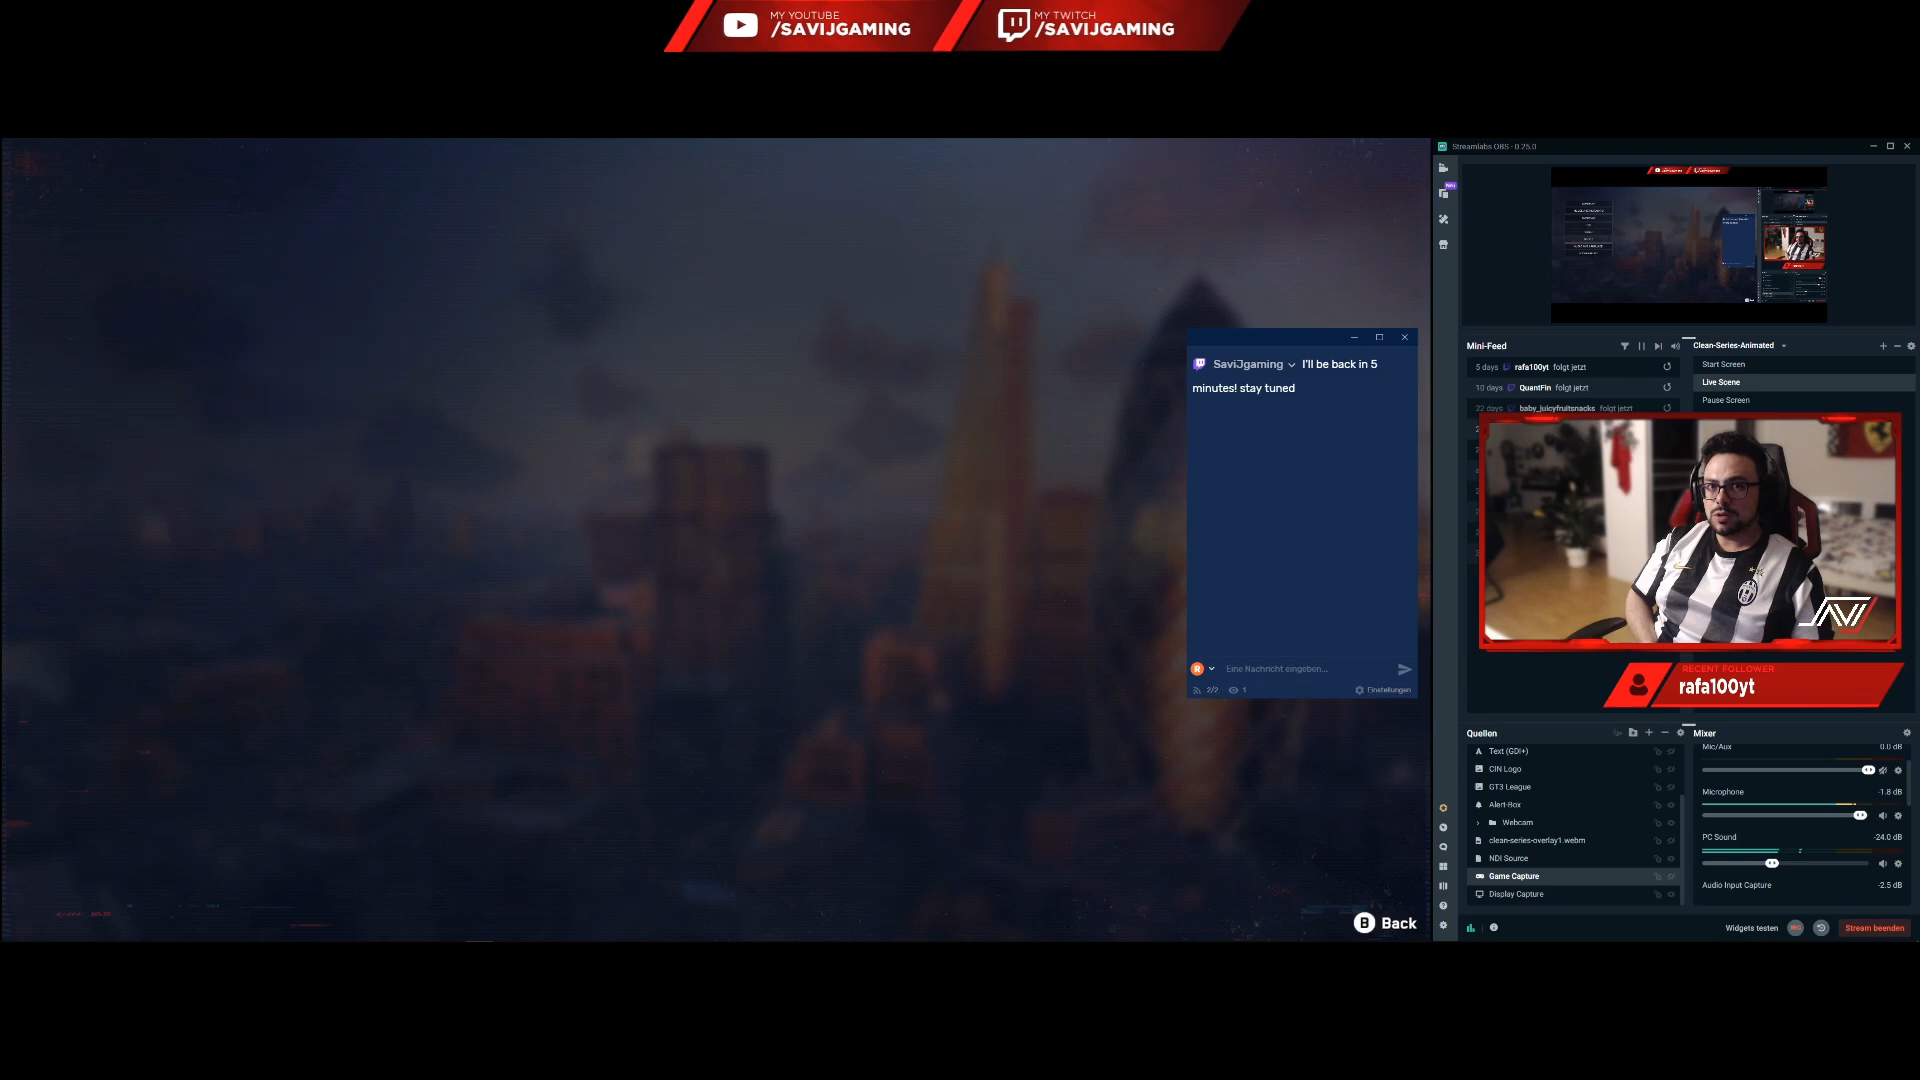 MY YOUTUBE
/SAVIJGAMING
MY TWITCH
/SAVIJGAMING
Streamlabs OBS - 0.25.0
SaviJgaming I'll be back in 5
minutes! stay tuned
Eine Nachricht eingeben...
2/2 1 Einstellungen
B Back
Mini-Feed
5 days rafa100yt folgt jetzt
10 days QuantFin folgt jetzt
22 days baby_juicyfruitsnacks folgt jetzt
Clean-Series-Animated
Start Screen
Live Scene
Pause Screen
RECENT FOLLOWER
rafa100yt
Quellen
Text (GDI+)
CIN Logo
GT3 League
Alert-Box
Webcam
clean-series-overlay1.webm
NDI Source
Game Capture
Display Capture
Mixer
Mic/Aux 0.0 dB
Microphone -1.8 dB
PC Sound -24.0 dB
Audio Input Capture -2.5 dB
Widgets testen REC Stream beenden